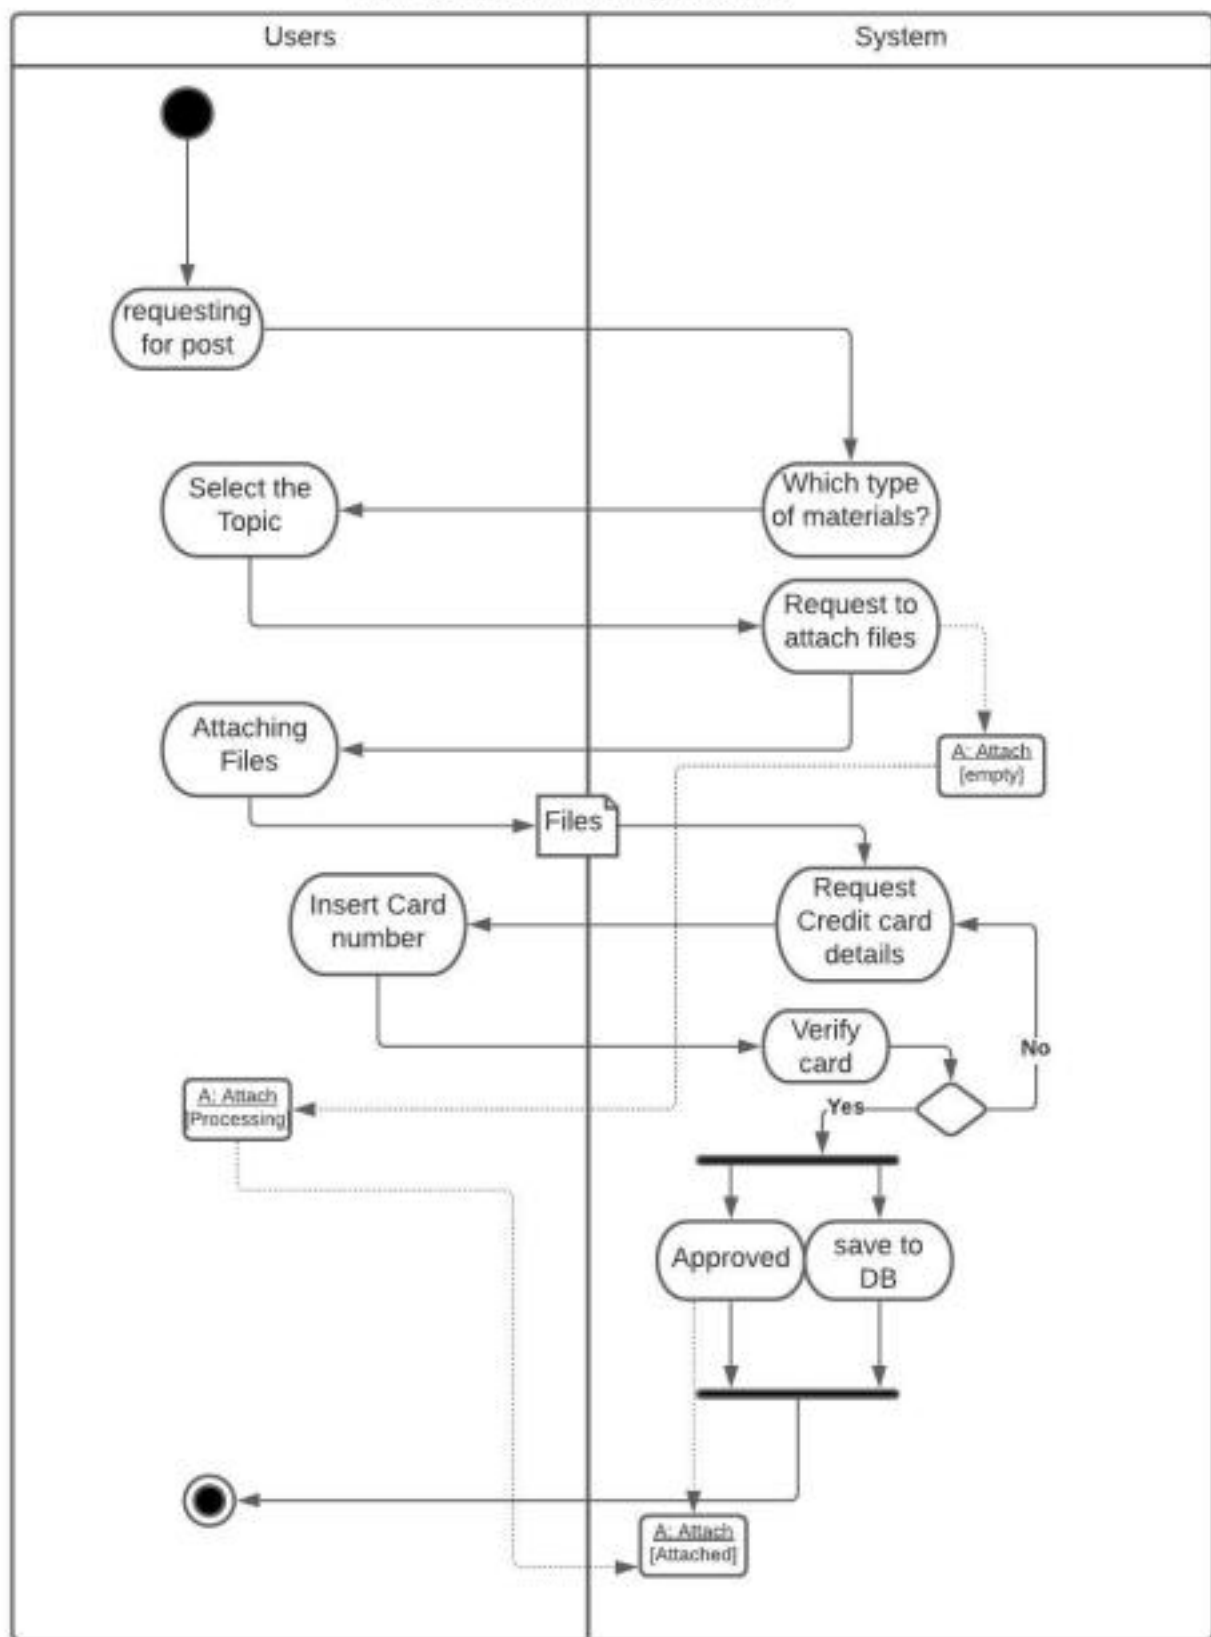 Users
System
requesting
for post
Select the
Topic
Which type
of materials?
Request to
attach files
Attaching
Files
A: Attach
[empty]
Files
Insert Card
number
Request
Credit card
details
Verify
card
No
A: Attach
[Processing
Yes
Approved
save to
DB
A: Attach
[Attached]